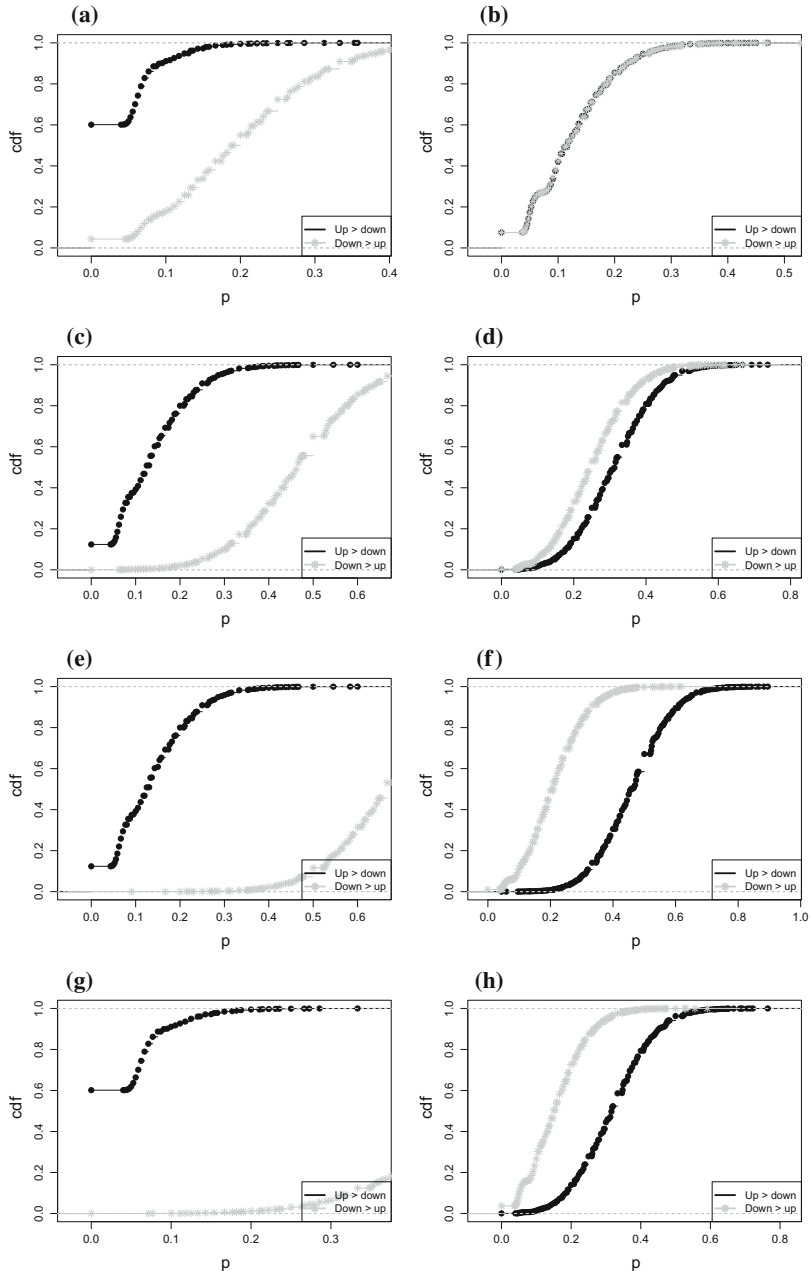 (a)
cdf
1.0
0.8
0.6
0.4
0.2
0.0
Up > down
Down > up
0.0 0.1 0.2 0.3 0.4
p
(b)
cdf
1.0
0.8
0.6
0.4
0.2
0.0
Up > down
Down > up
0.0 0.1 0.2 0.3 0.4 0.5
p
(c)
cdf
1.0
0.8
0.6
0.4
0.2
0.0
Up > down
Down > up
0.0 0.1 0.2 0.3 0.4 0.5 0.6
p
(d)
cdf
1.0
0.8
0.6
0.4
0.2
0.0
Up > down
Down > up
0.0 0.2 0.4 0.6 0.8
p
(e)
cdf
1.0
0.8
0.6
0.4
0.2
0.0
Up > down
Down > up
0.0 0.1 0.2 0.3 0.4 0.5 0.6
p
(f)
cdf
1.0
0.8
0.6
0.4
0.2
0.0
Up > down
Down > up
0.0 0.2 0.4 0.6 0.8 1.0
p
(g)
cdf
1.0
0.8
0.6
0.4
0.2
0.0
Up > down
Down > up
0.0 0.1 0.2 0.3
p
(h)
cdf
1.0
0.8
0.6
0.4
0.2
0.0
Up > down
Down > up
0.0 0.2 0.4 0.6 0.8
p